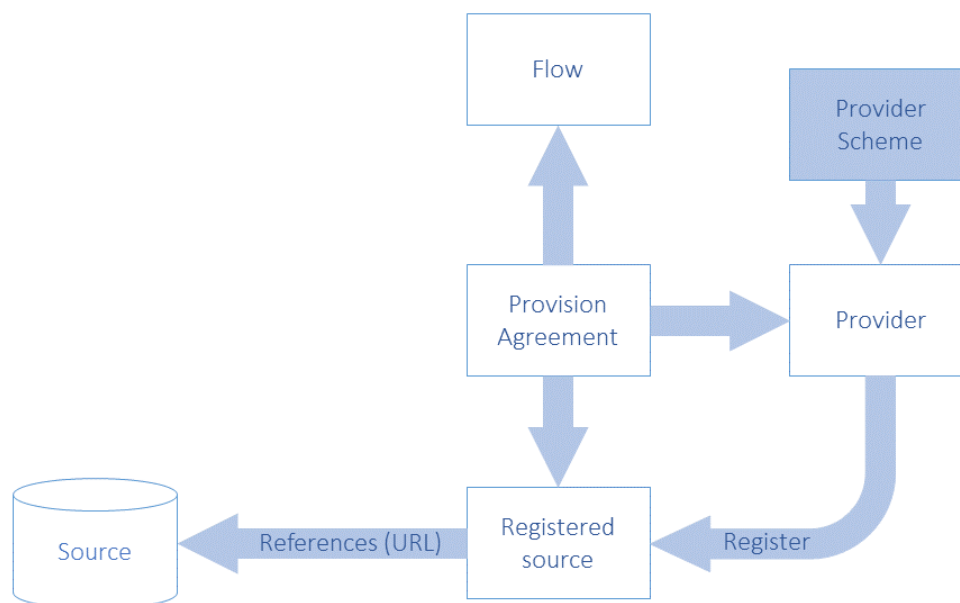 Flow
Provider
Scheme
Provision
Agreement
Provider
Source
References (URL)
Registered
source
Register